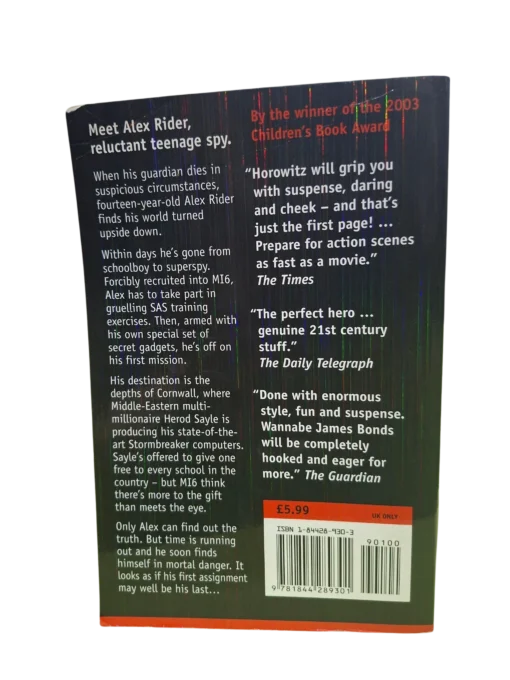 Meet Alex Rider,
reluctant teenage spy.
When his guardian dies in
suspicious circumstances,
fourteen-year-old Alex Rider
finds his world turned
upside down.
Within days he's gone from
schoolboy to superspy.
Forcibly recruited into MI6,
Alex has to take part in
gruelling SAS training
exercises. Then, armed with
his own special set of
secret gadgets, he's off on
his first mission.
His destination is the
depths of Cornwall, where
Middle-Eastern multi-
millionaire Herod Sayle is
producing his state-of-the-
art Stormbreaker computers.
Sayle's offered to give one
free to every school in the
country – but MI6 think
there's more to the gift
than meets the eye.
Only Alex can find out the
truth. But time is running
out and he soon finds
himself in mortal danger. It
looks as if his first assignment
may well be his last...
By the winner of the 2003
Children's Book Award
"Horowitz will grip you
with suspense, daring
and cheek – and that's
just the first page! ...
Prepare for action scenes
as fast as a movie."
The Times
"The perfect hero ...
genuine 21st century
stuff."
The Daily Telegraph
"Done with enormous
style, fun and suspense.
Wannabe James Bonds
will be completely
hooked and eager for
more." The Guardian
£5.99 UK ONLY
ISBN 1-84428-930-3
90100
9 781844 289301